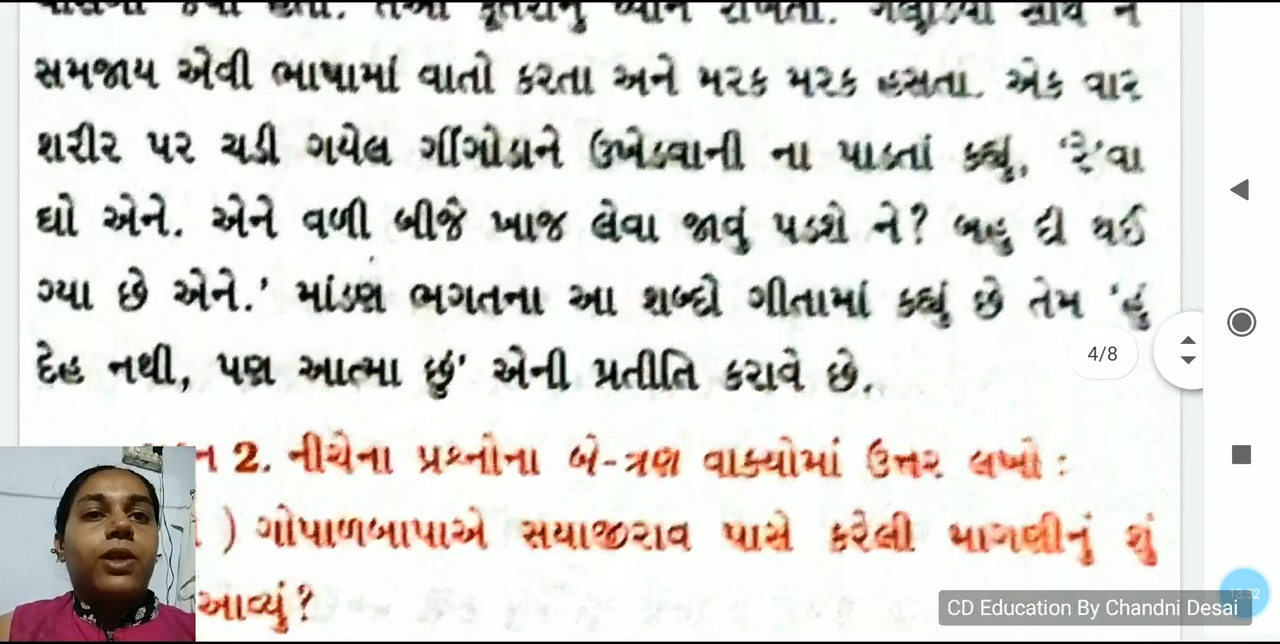 સમજાય એવી ભાષામાં વાતો કરતા અને મરક મરક હસતા. એક વાર
શરીર પર ચડી ગયેલ ગીંગોડાને ઉખેડવાની ના પાડતાં કહ્યું, ‘રે’વા
દ્યો એને. એને વળી બીજે ખાજ લેવા જાવું પડશે ને? બહુ દી થઈ
ગ્યા છે એને.’ માંડણ ભગતના આ શબ્દો ગીતામાં કહ્યું છે તેમ ‘હું
દેહ નથી, પણ આત્મા છું’ એની પ્રતીતિ કરાવે છે.
4/8
ન 2. નીચેના પ્રશ્નોના બે-ત્રણ વાક્યોમાં ઉત્તર લખો :
) ગોપાળબાપાએ સયાજીરાવ પાસે કરેલી માગણીનું શું
આવ્યું?
CD Education By Chandni Desai